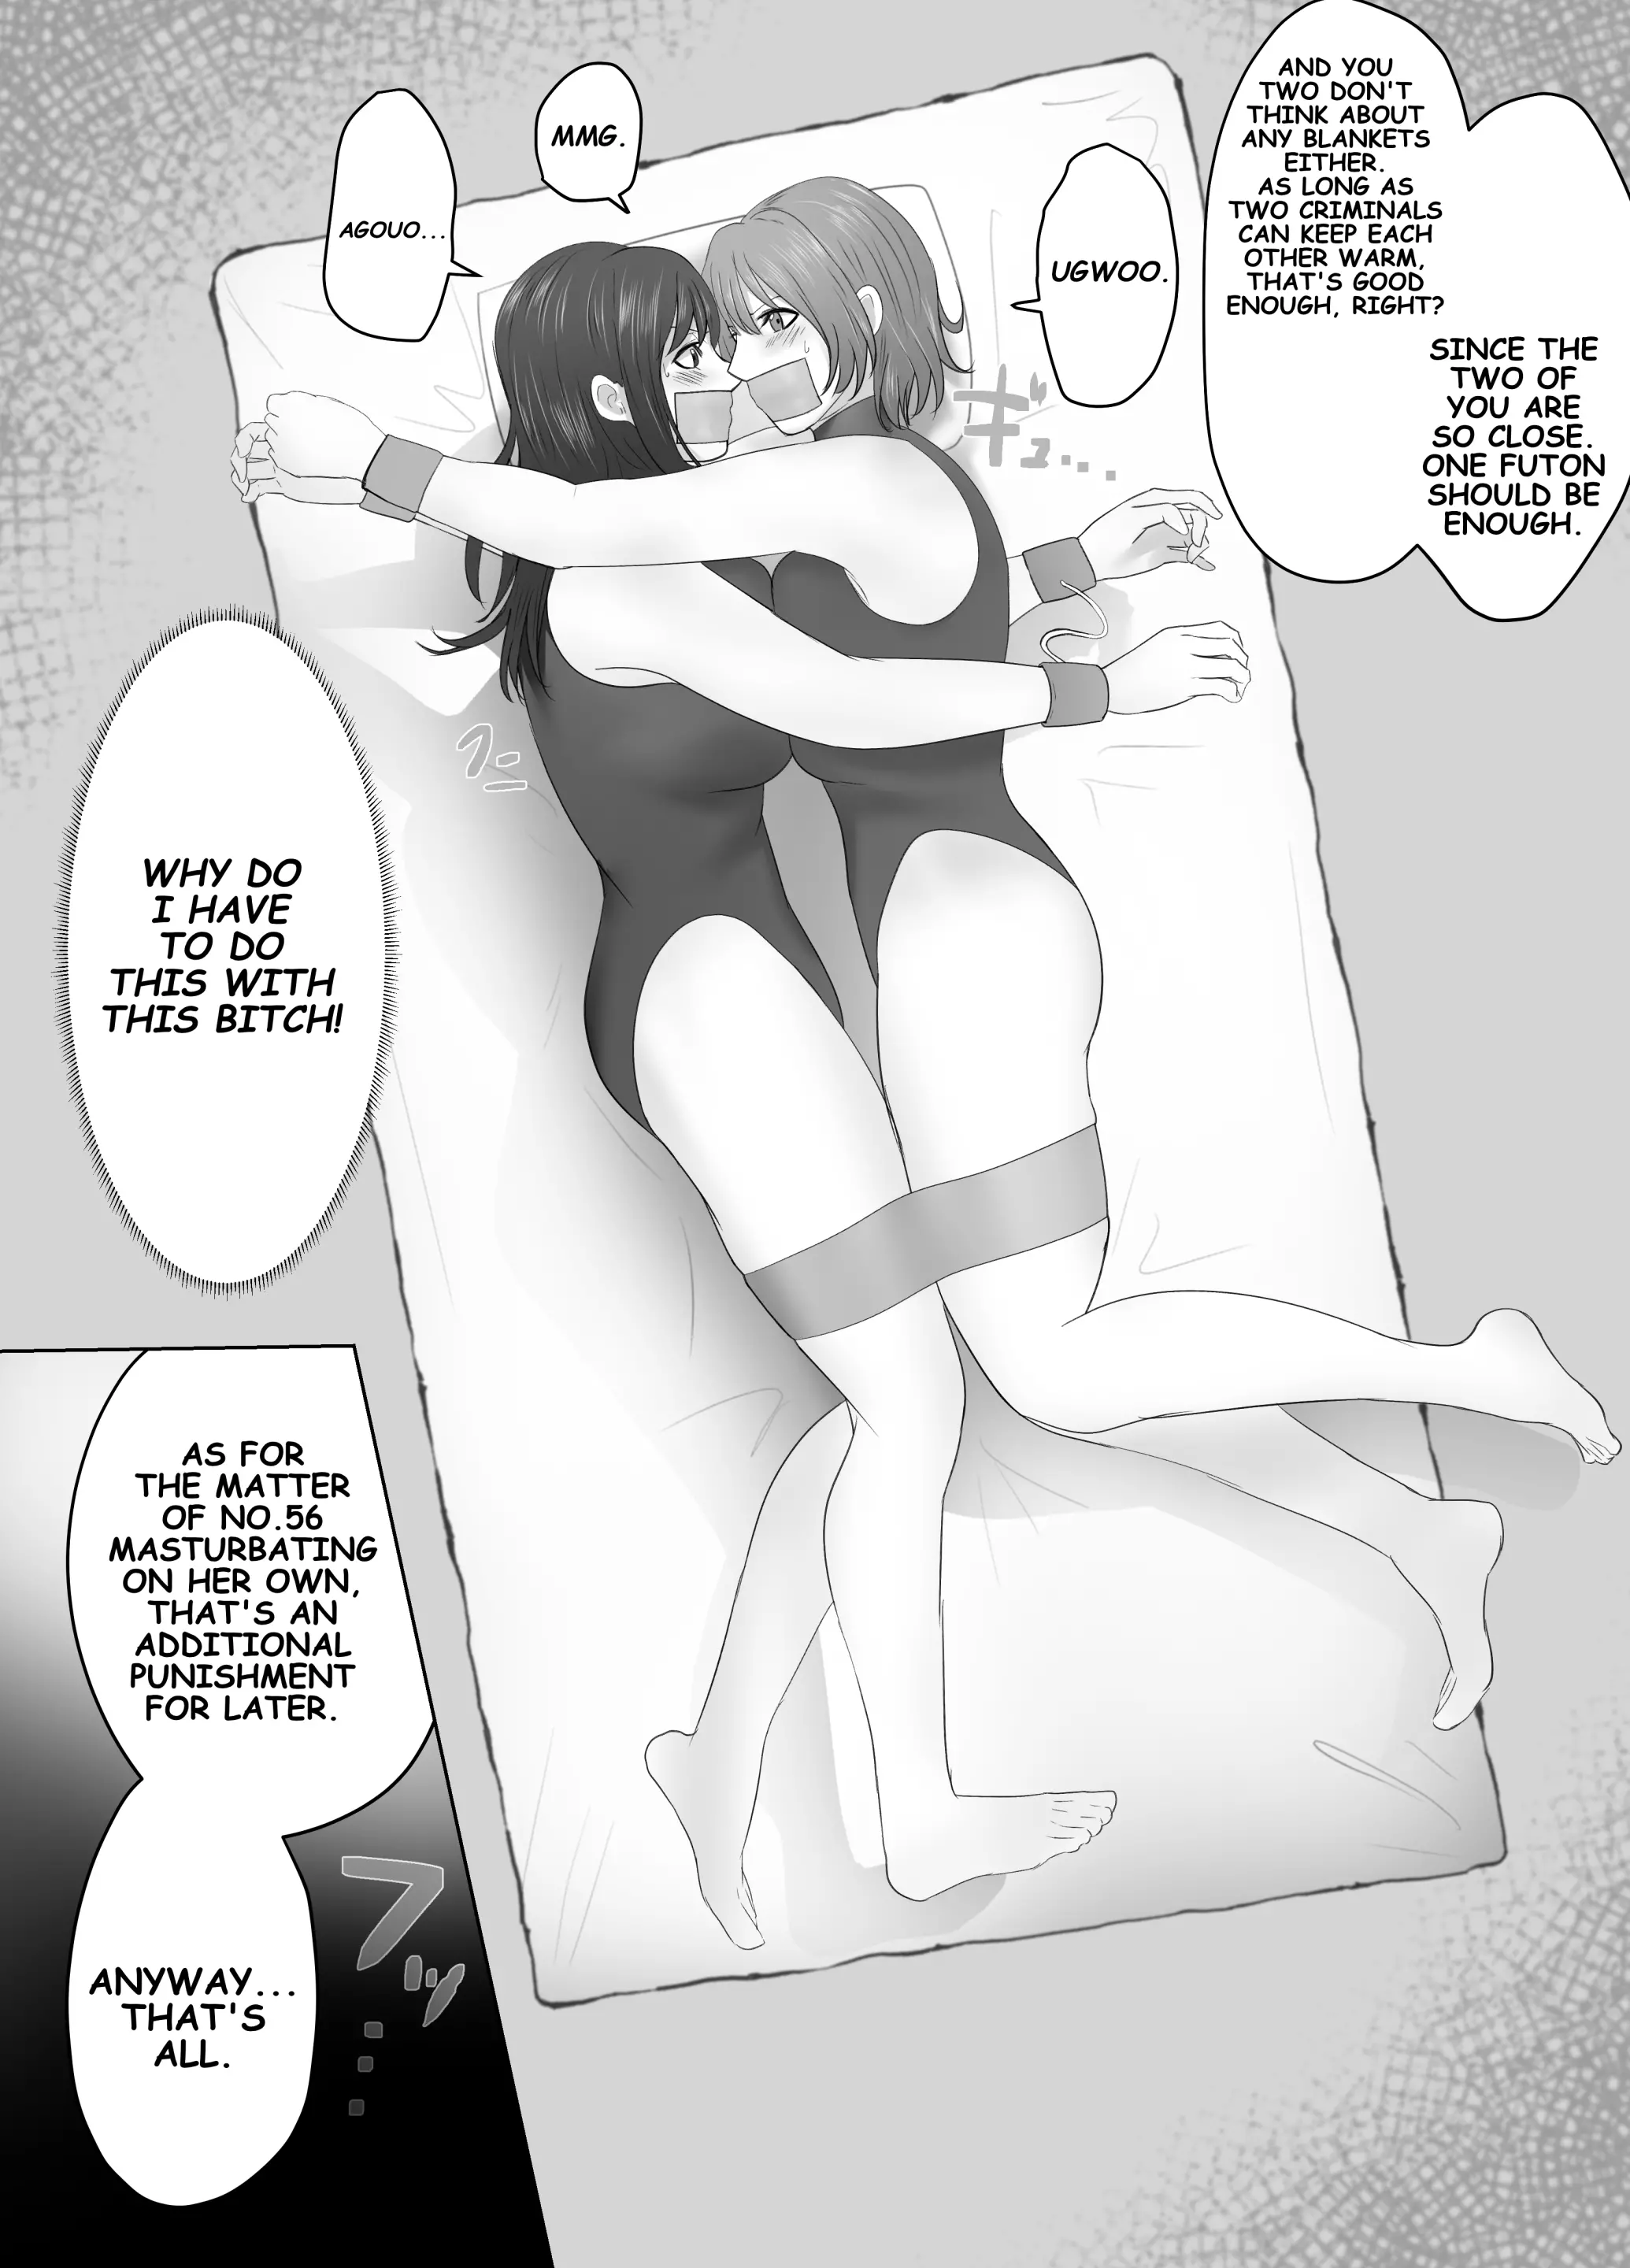 AND YOU
TWO DON'T
THINK ABOUT
ANY BLANKETS
EITHER.
AS LONG AS
TWO CRIMINALS
CAN KEEP EACH
OTHER WARM,
THAT'S GOOD
ENOUGH, RIGHT?
SINCE THE
TWO OF
YOU ARE
SO CLOSE.
ONE FUTON
SHOULD BE
ENOUGH.
UGWOO.
MMG.
AGOUO...
ギュ...
フー
WHY DO
I HAVE
TO DO
THIS WITH
THIS BITCH!
AS FOR
THE MATTER
OF NO.56
MASTURBATING
ON HER OWN,
THAT'S AN
ADDITIONAL
PUNISHMENT
FOR LATER.
ANYWAY...
THAT'S
ALL.
フッ...